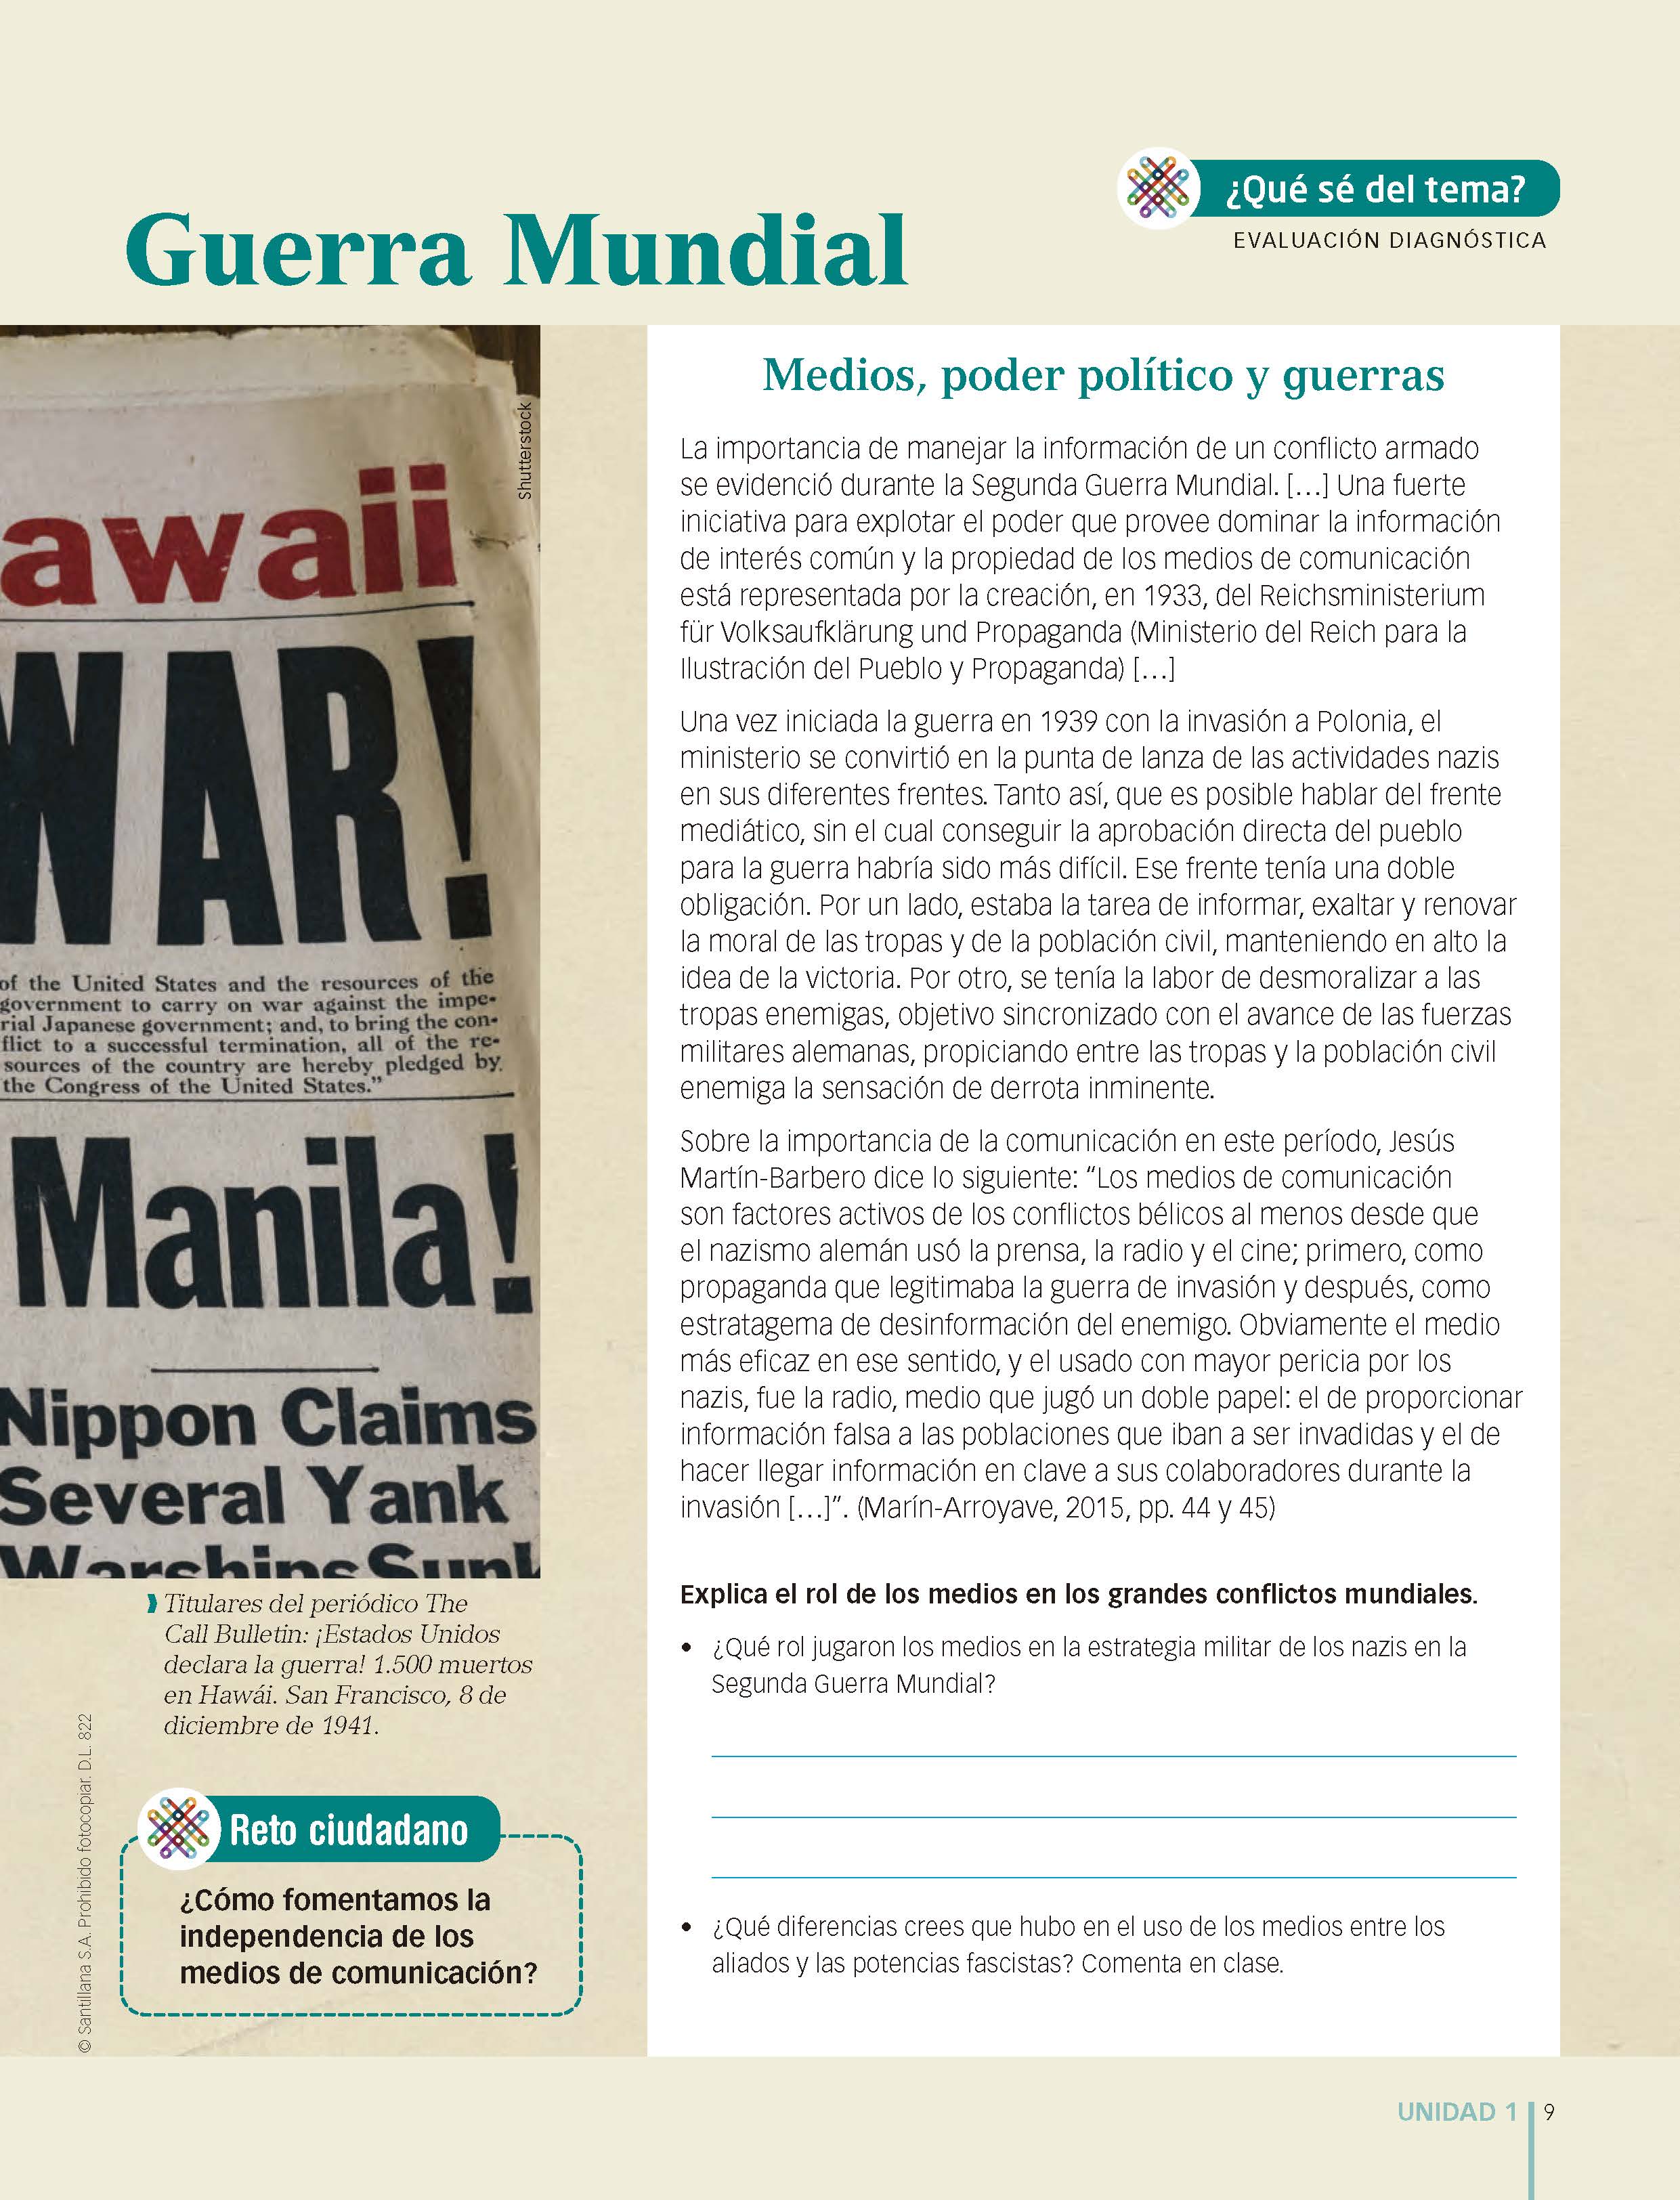 Guerra Mundial
¿Qué sé del tema?
EVALUACIÓN DIAGNÓSTICA
awaii
WAR!
of the United States and the resources of the
government to carry on war against the impe-
rial Japanese government; and, to bring the con-
flict to a successful termination, all of the re-
sources of the country are hereby pledged by
the Congress of the United States."
Manila!
Nippon Claims
Several Yank
Warships Sunk
Shutterstock
❱ Titulares del periódico The
Call Bulletin: ¡Estados Unidos
declara la guerra! 1.500 muertos
en Hawái. San Francisco, 8 de
diciembre de 1941.
Reto ciudadano
¿Cómo fomentamos la
independencia de los
medios de comunicación?
© Santillana S.A. Prohibido fotocopiar. D.L. 822
Medios, poder político y guerras
La importancia de manejar la información de un conflicto armado
se evidenció durante la Segunda Guerra Mundial. […] Una fuerte
iniciativa para explotar el poder que provee dominar la información
de interés común y la propiedad de los medios de comunicación
está representada por la creación, en 1933, del Reichsministerium
für Volksaufklärung und Propaganda (Ministerio del Reich para la
Ilustración del Pueblo y Propaganda) […]
Una vez iniciada la guerra en 1939 con la invasión a Polonia, el
ministerio se convirtió en la punta de lanza de las actividades nazis
en sus diferentes frentes. Tanto así, que es posible hablar del frente
mediático, sin el cual conseguir la aprobación directa del pueblo
para la guerra habría sido más difícil. Ese frente tenía una doble
obligación. Por un lado, estaba la tarea de informar, exaltar y renovar
la moral de las tropas y de la población civil, manteniendo en alto la
idea de la victoria. Por otro, se tenía la labor de desmoralizar a las
tropas enemigas, objetivo sincronizado con el avance de las fuerzas
militares alemanas, propiciando entre las tropas y la población civil
enemiga la sensación de derrota inminente.
Sobre la importancia de la comunicación en este período, Jesús
Martín-Barbero dice lo siguiente: “Los medios de comunicación
son factores activos de los conflictos bélicos al menos desde que
el nazismo alemán usó la prensa, la radio y el cine; primero, como
propaganda que legitimaba la guerra de invasión y después, como
estratagema de desinformación del enemigo. Obviamente el medio
más eficaz en ese sentido, y el usado con mayor pericia por los
nazis, fue la radio, medio que jugó un doble papel: el de proporcionar
información falsa a las poblaciones que iban a ser invadidas y el de
hacer llegar información en clave a sus colaboradores durante la
invasión […]”. (Marín-Arroyave, 2015, pp. 44 y 45)
Explica el rol de los medios en los grandes conflictos mundiales.
• ¿Qué rol jugaron los medios en la estrategia militar de los nazis en la
Segunda Guerra Mundial?
• ¿Qué diferencias crees que hubo en el uso de los medios entre los
aliados y las potencias fascistas? Comenta en clase.
UNIDAD 1 9